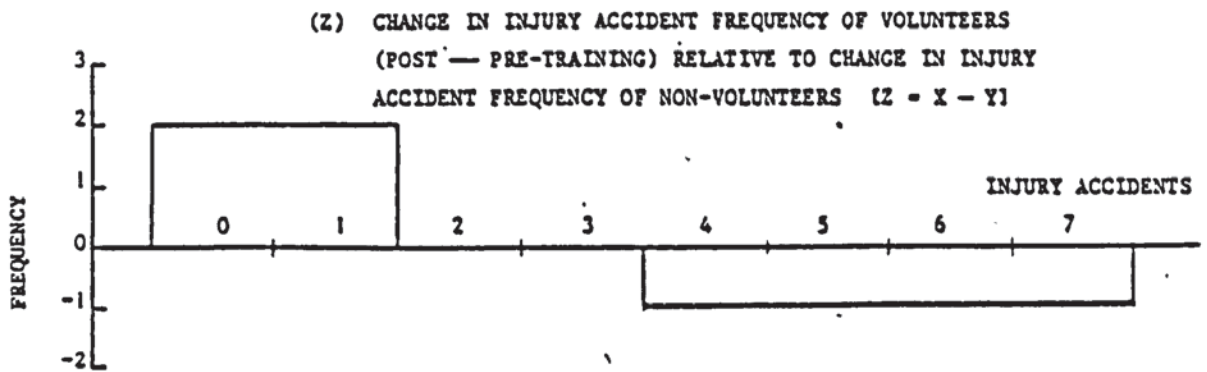 (Z) CHANGE IN INJURY ACCIDENT FREQUENCY OF VOLUNTEERS
(POST — PRE-TRAINING) RELATIVE TO CHANGE IN INJURY
ACCIDENT FREQUENCY OF NON-VOLUNTEERS [Z = X — Y]
3
2
1
0
-1
-2
FREQUENCY
INJURY ACCIDENTS
0 1 2 3 4 5 6 7